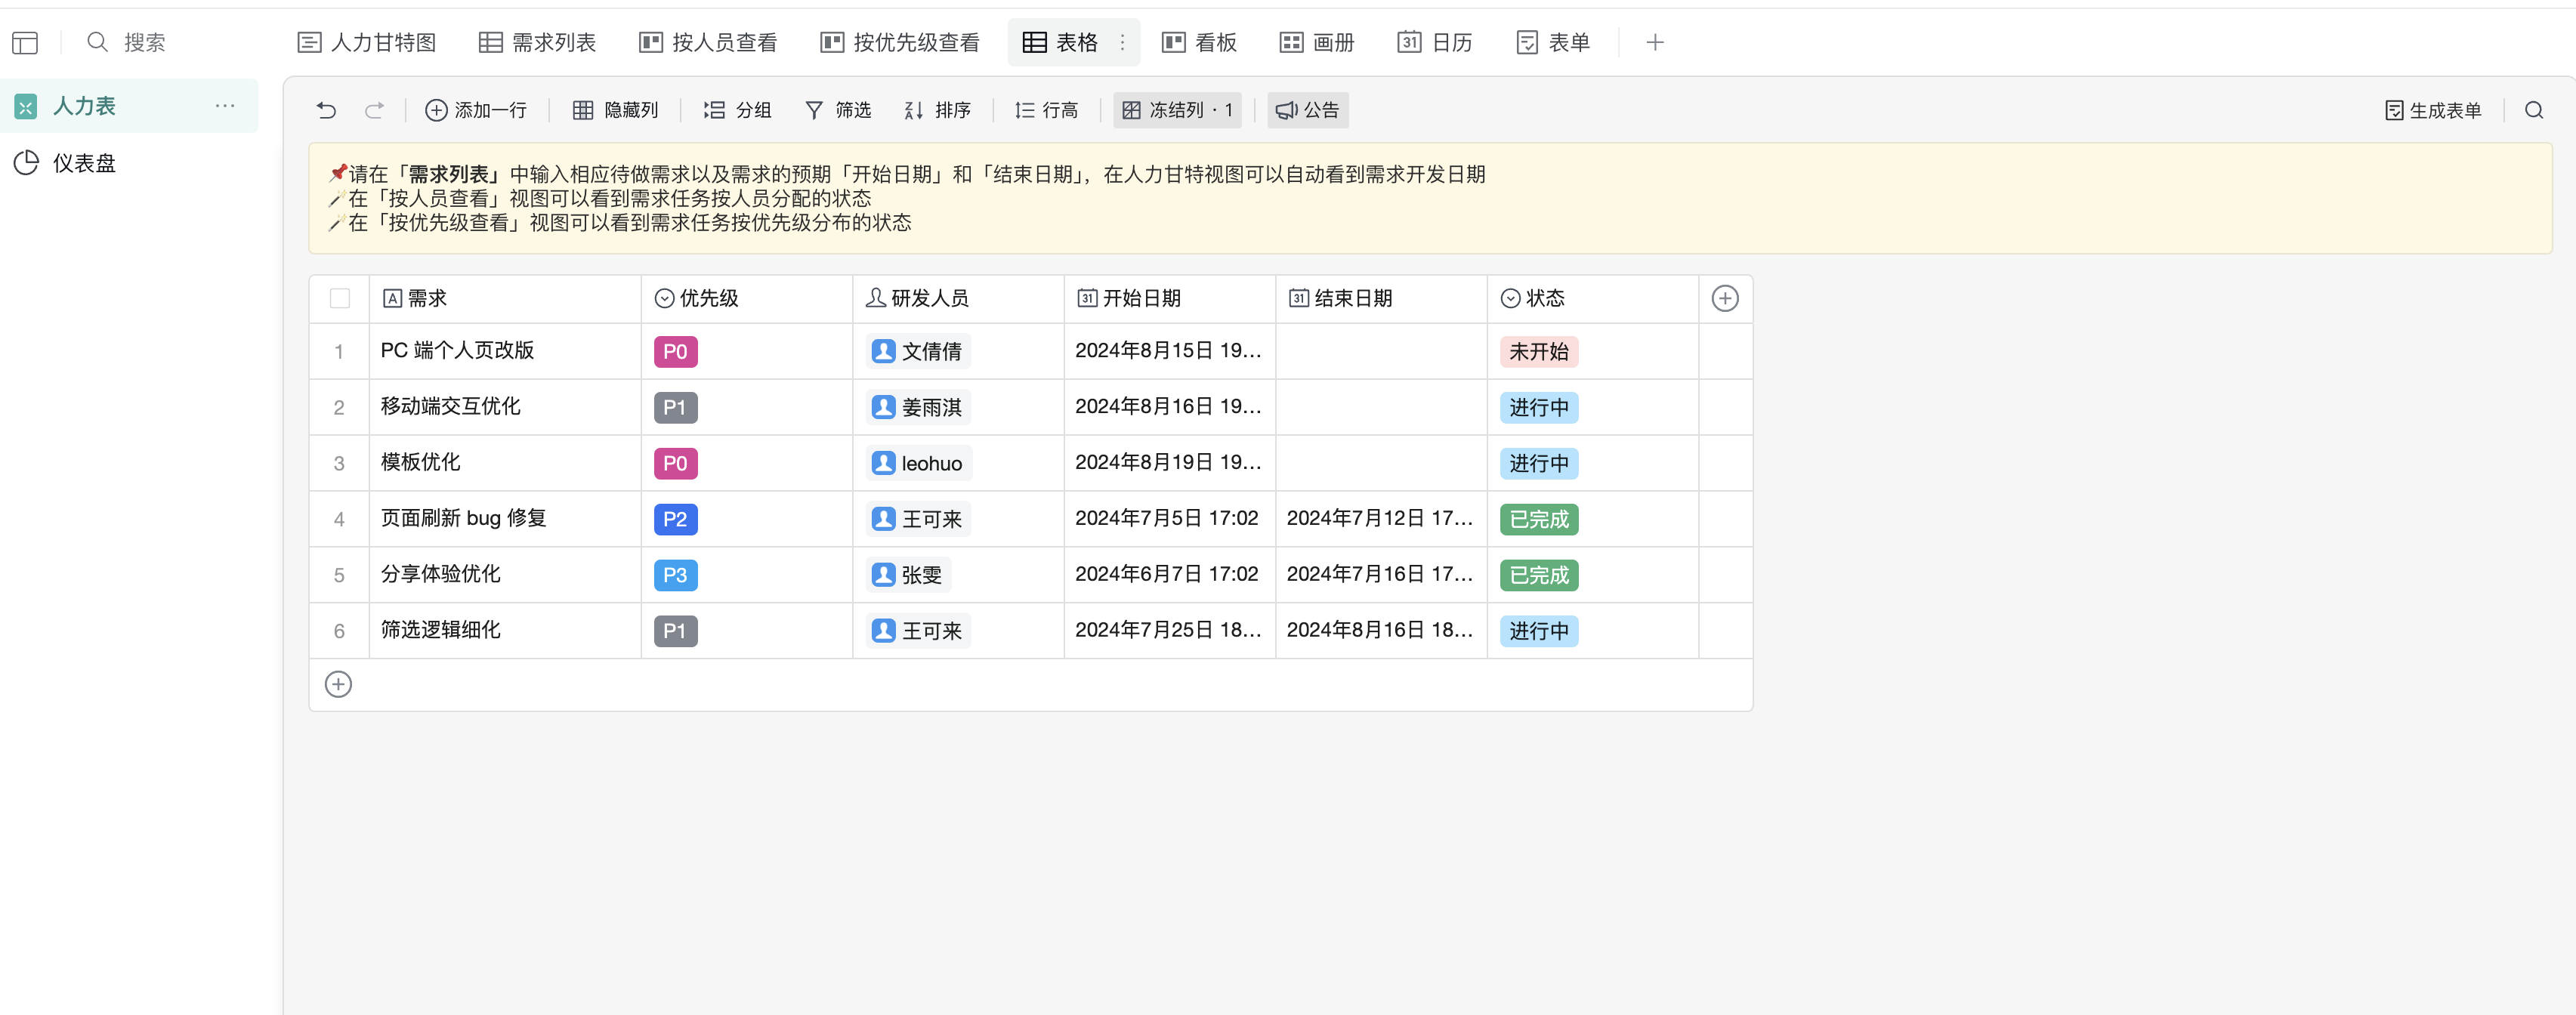 搜索
人力甘特图 需求列表 按人员查看 按优先级查看 表格 看板 画册 31 日历 表单
人力表
仪表盘
添加一行 隐藏列 分组 筛选 排序 行高 冻结列 · 1 公告 生成表单
请在「需求列表」中输入相应待做需求以及需求的预期「开始日期」和「结束日期」，在人力甘特视图可以自动看到需求开发日期
在「按人员查看」视图可以看到需求任务按人员分配的状态
在「按优先级查看」视图可以看到需求任务按优先级分布的状态
A 需求 优先级 研发人员 31 开始日期 31 结束日期 状态
1 PC 端个人页改版 P0 文倩倩 2024年8月15日 19... 未开始
2 移动端交互优化 P1 姜雨淇 2024年8月16日 19... 进行中
3 模板优化 P0 leohuo 2024年8月19日 19... 进行中
4 页面刷新 bug 修复 P2 王可来 2024年7月5日 17:02 2024年7月12日 17... 已完成
5 分享体验优化 P3 张雯 2024年6月7日 17:02 2024年7月16日 17... 已完成
6 筛选逻辑细化 P1 王可来 2024年7月25日 18... 2024年8月16日 18... 进行中